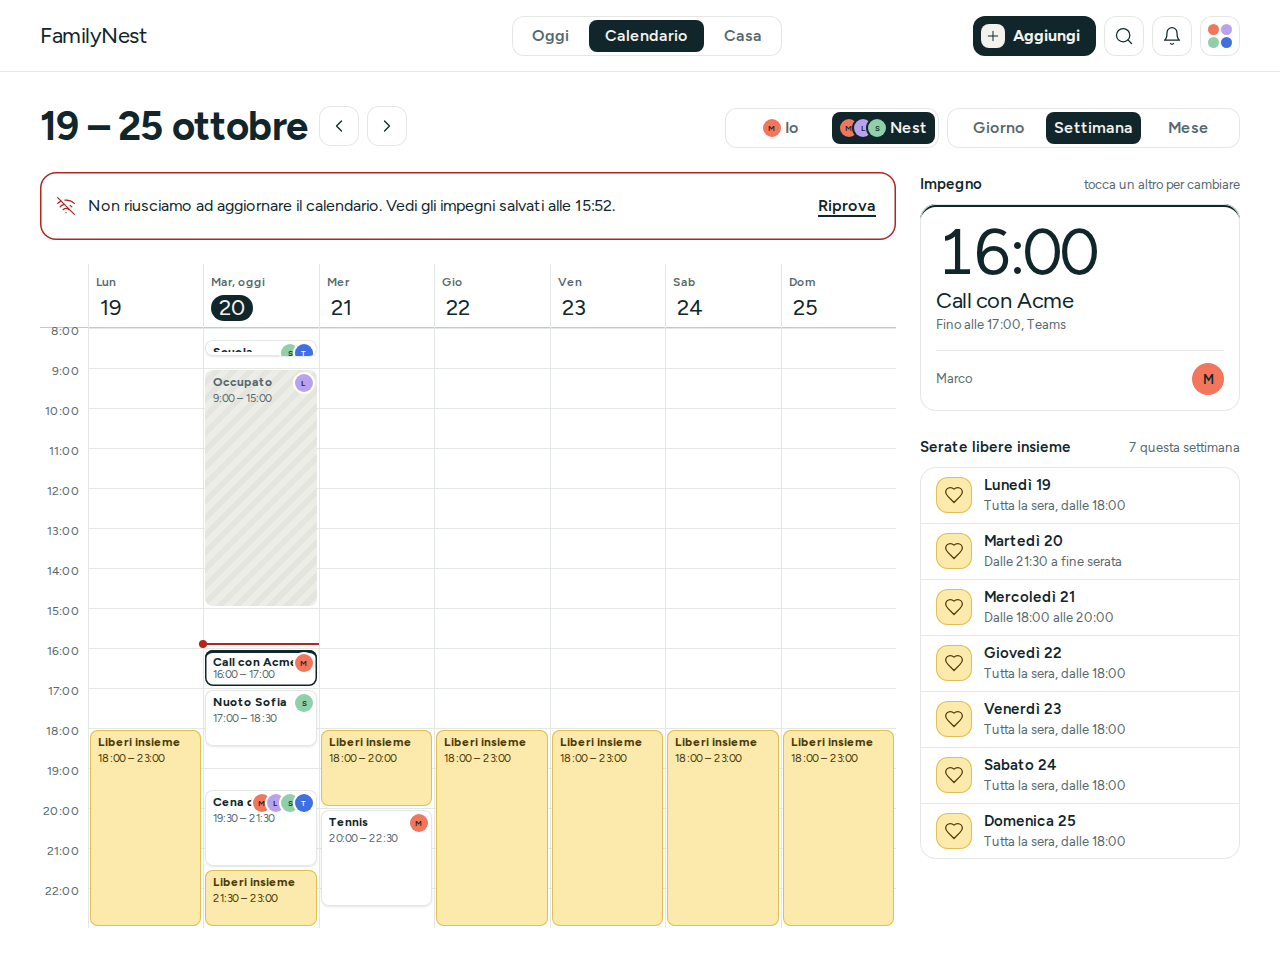 FamilyNest
Oggi
Calendario
Casa
Aggiungi
19 – 25 ottobre
M Io
M L S Nest
Giorno
Settimana
Mese
Non riusciamo ad aggiornare il calendario. Vedi gli impegni salvati alle 15:52.
Riprova
Lun
19
Mar, oggi
20
Mer
21
Gio
22
Ven
23
Sab
24
Dom
25
8:00
9:00
10:00
11:00
12:00
13:00
14:00
15:00
16:00
17:00
18:00
19:00
20:00
21:00
22:00
Liberi insieme
18:00 – 23:00
Scuola
S T
Occupato
L
9:00 – 15:00
Call con Acme
M
16:00 – 17:00
Nuoto Sofia
S
17:00 – 18:30
Cena
M L S T
19:30 – 21:30
Liberi insieme
21:30 – 23:00
Liberi insieme
18:00 – 20:00
Tennis
M
20:00 – 22:30
Liberi insieme
18:00 – 23:00
Liberi insieme
18:00 – 23:00
Liberi insieme
18:00 – 23:00
Liberi insieme
18:00 – 23:00
Impegno
tocca un altro per cambiare
16:00
Call con Acme
Fino alle 17:00, Teams
Marco
M
Serate libere insieme
7 questa settimana
Lunedì 19
Tutta la sera, dalle 18:00
Martedì 20
Dalle 21:30 a fine serata
Mercoledì 21
Dalle 18:00 alle 20:00
Giovedì 22
Tutta la sera, dalle 18:00
Venerdì 23
Tutta la sera, dalle 18:00
Sabato 24
Tutta la sera, dalle 18:00
Domenica 25
Tutta la sera, dalle 18:00